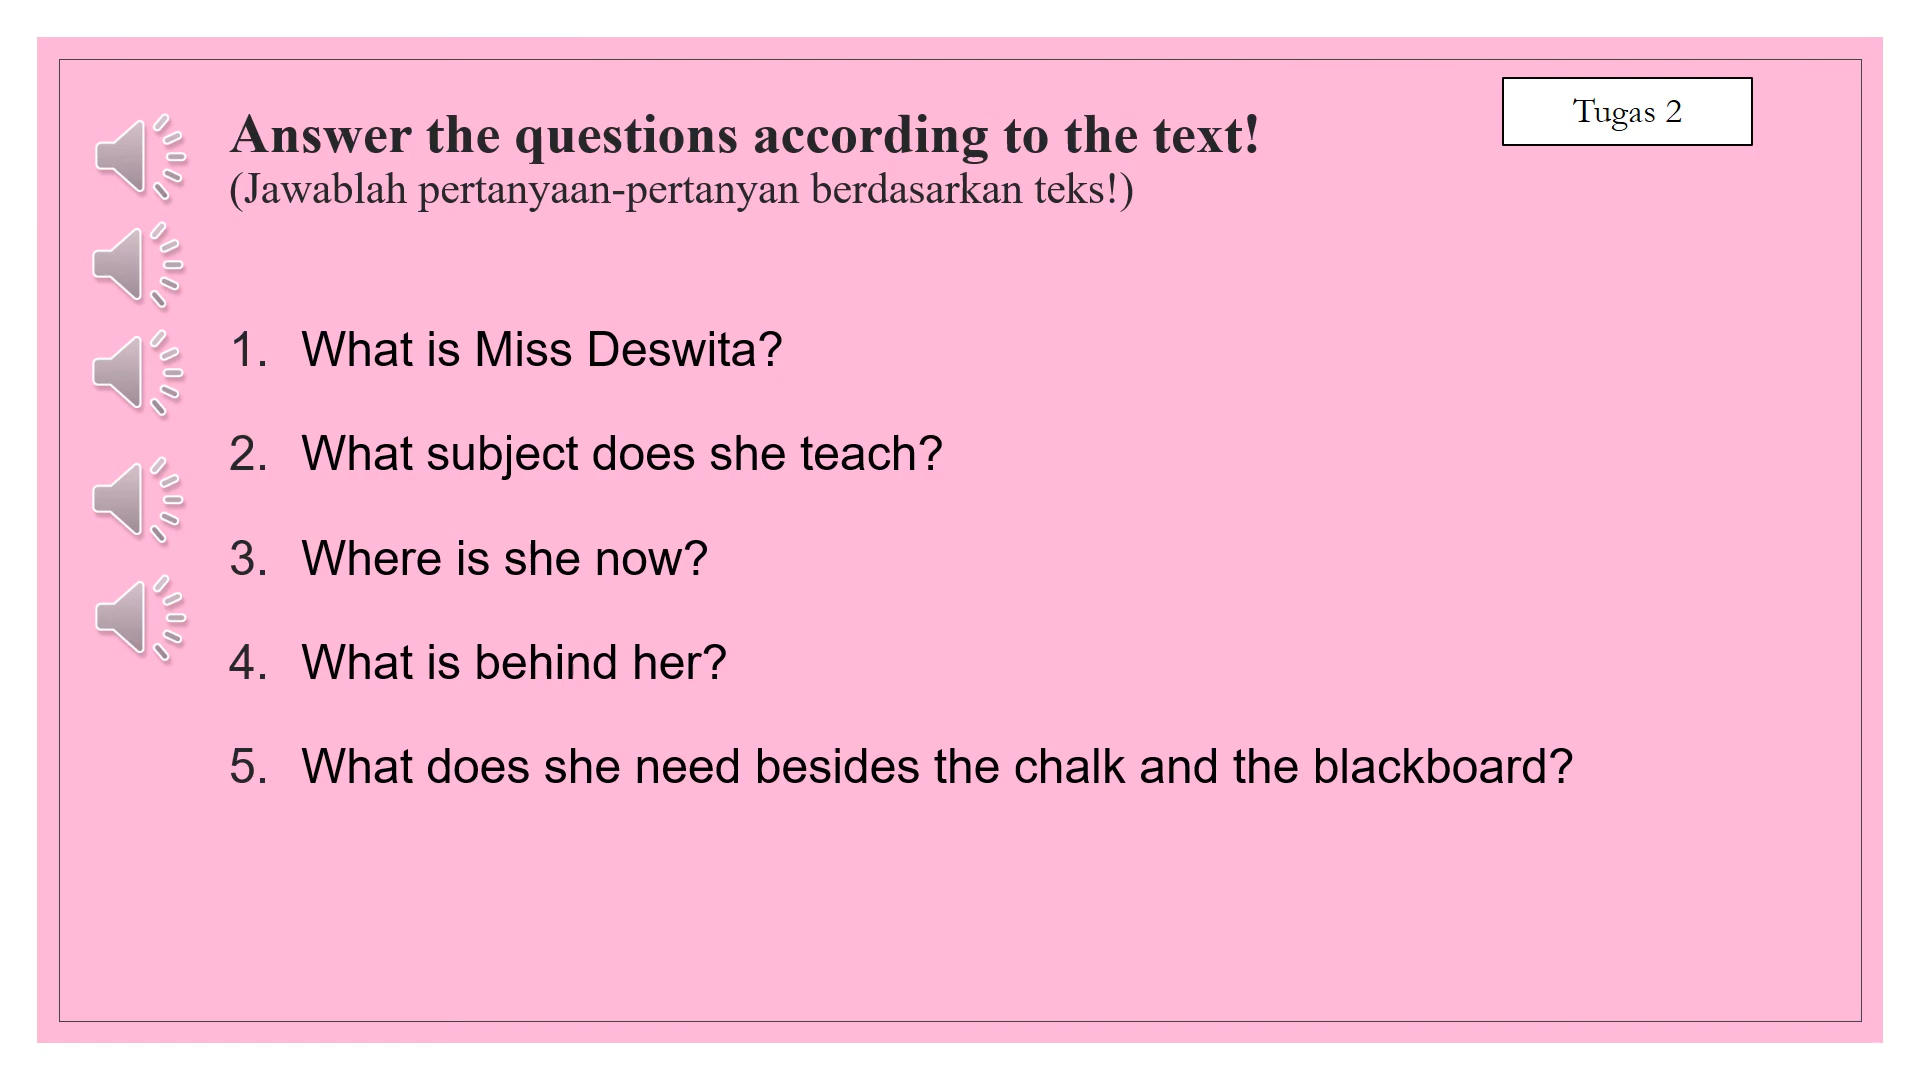 Tugas 2
Answer the questions according to the text!
(Jawablah pertanyaan-pertanyan berdasarkan teks!)
1. What is Miss Deswita?
2. What subject does she teach?
3. Where is she now?
4. What is behind her?
5. What does she need besides the chalk and the blackboard?